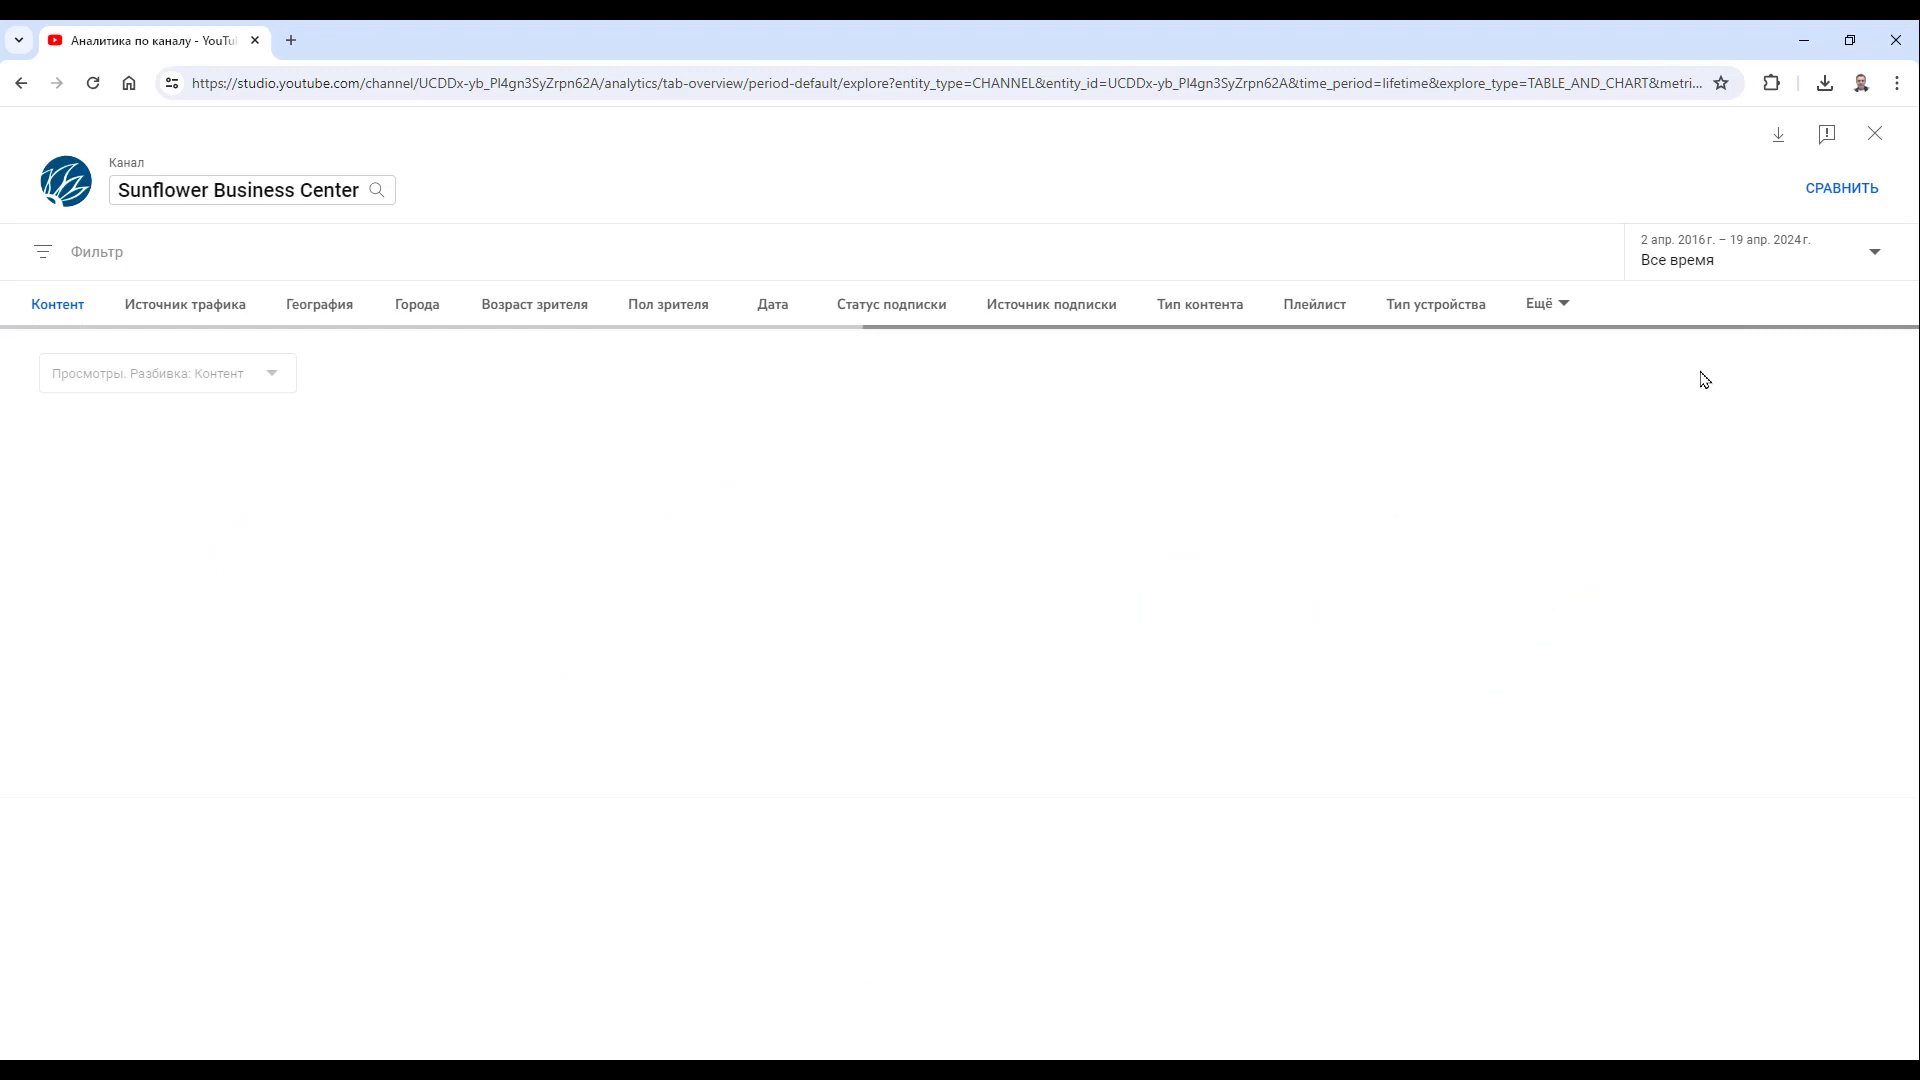 Аналитика по каналу - YouTu
https://studio.youtube.com/channel/UCDDx-yb_PI4gn3SyZrpn62A/analytics/tab-overview/period-default/explore?entity_type=CHANNEL&entity_id=UCDDx-yb_PI4gn3SyZrpn62A&time_period=lifetime&explore_type=TABLE_AND_CHART&metri...
Канал
Sunflower Business Center
СРАВНИТЬ
Фильтр
2 апр. 2016 г. – 19 апр. 2024 г.
Все время
Контент Источник трафика География Города Возраст зрителя Пол зрителя Дата Статус подписки Источник подписки Тип контента Плейлист Тип устройства Ещё
Просмотры. Разбивка: Контент